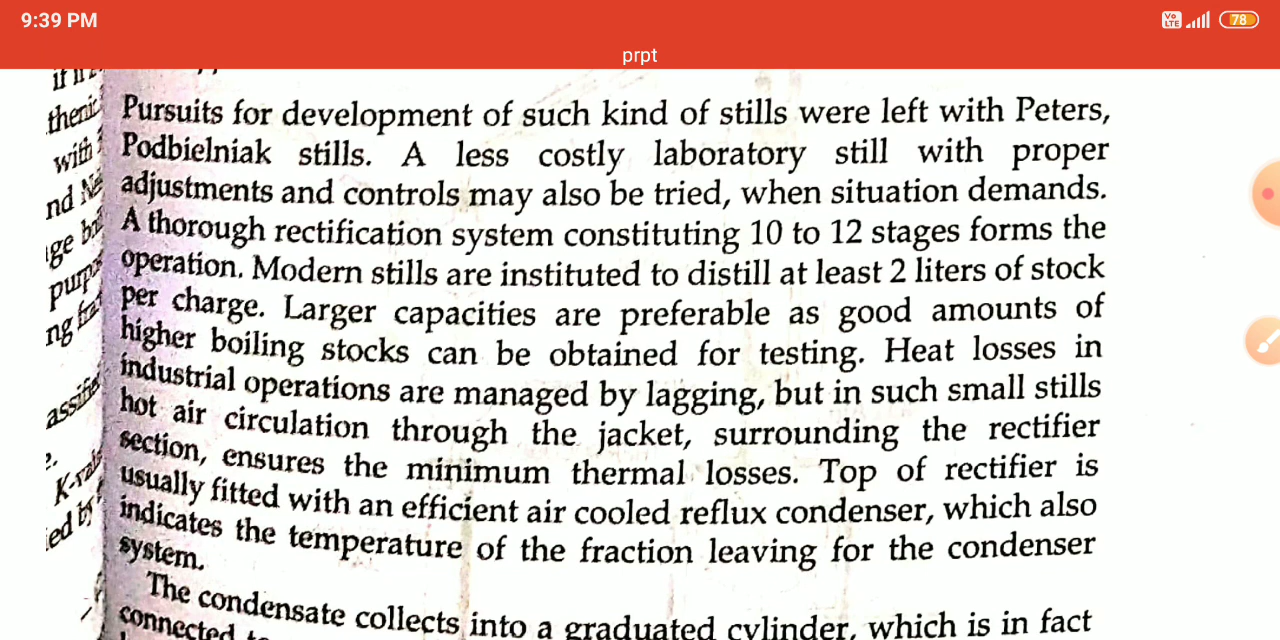 9:39 PM
Vo LTE
78
prpt
Pursuits for development of such kind of stills were left with Peters,
Podbielniak stills. A less costly laboratory still with proper
adjustments and controls may also be tried, when situation demands.
A thorough rectification system constituting 10 to 12 stages forms the
operation. Modern stills are instituted to distill at least 2 liters of stock
per charge. Larger capacities are preferable as good amounts of
higher boiling stocks can be obtained for testing. Heat losses in
industrial operations are managed by lagging, but in such small stills
hot air circulation through the jacket, surrounding the rectifier
section, ensures the minimum thermal losses. Top of rectifier is
usually fitted with an efficient air cooled reflux condenser, which also
indicates the temperature of the fraction leaving for the condenser
system.
The condensate collects into a graduated cylinder, which is in fact
connected
with
nd
ed by